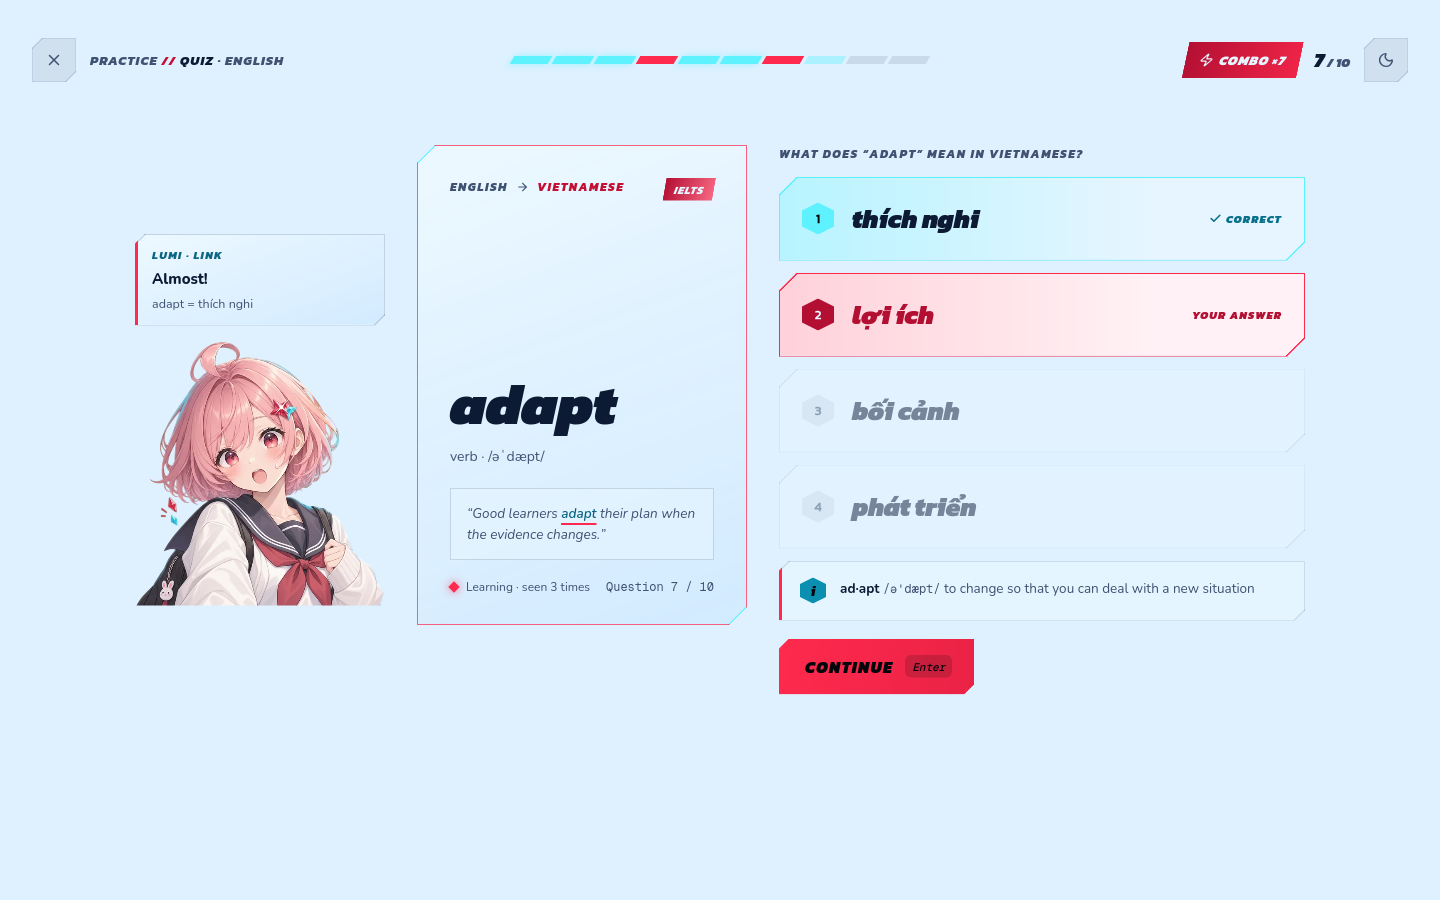 PRACTICE // QUIZ · ENGLISH
COMBO ×7
7 / 10
LUMI · LINK
Almost!
adapt = thích nghi
ENGLISH → VIETNAMESE
IELTS
adapt
verb · /əˈdæpt/
“Good learners adapt their plan when
the evidence changes.”
Learning · seen 3 times
Question 7 / 10
WHAT DOES “ADAPT” MEAN IN VIETNAMESE?
1 thích nghi ✓ CORRECT
2 lợi ích YOUR ANSWER
3 bối cảnh
4 phát triển
i ad·apt /əˈdæpt/ to change so that you can deal with a new situation
CONTINUE Enter